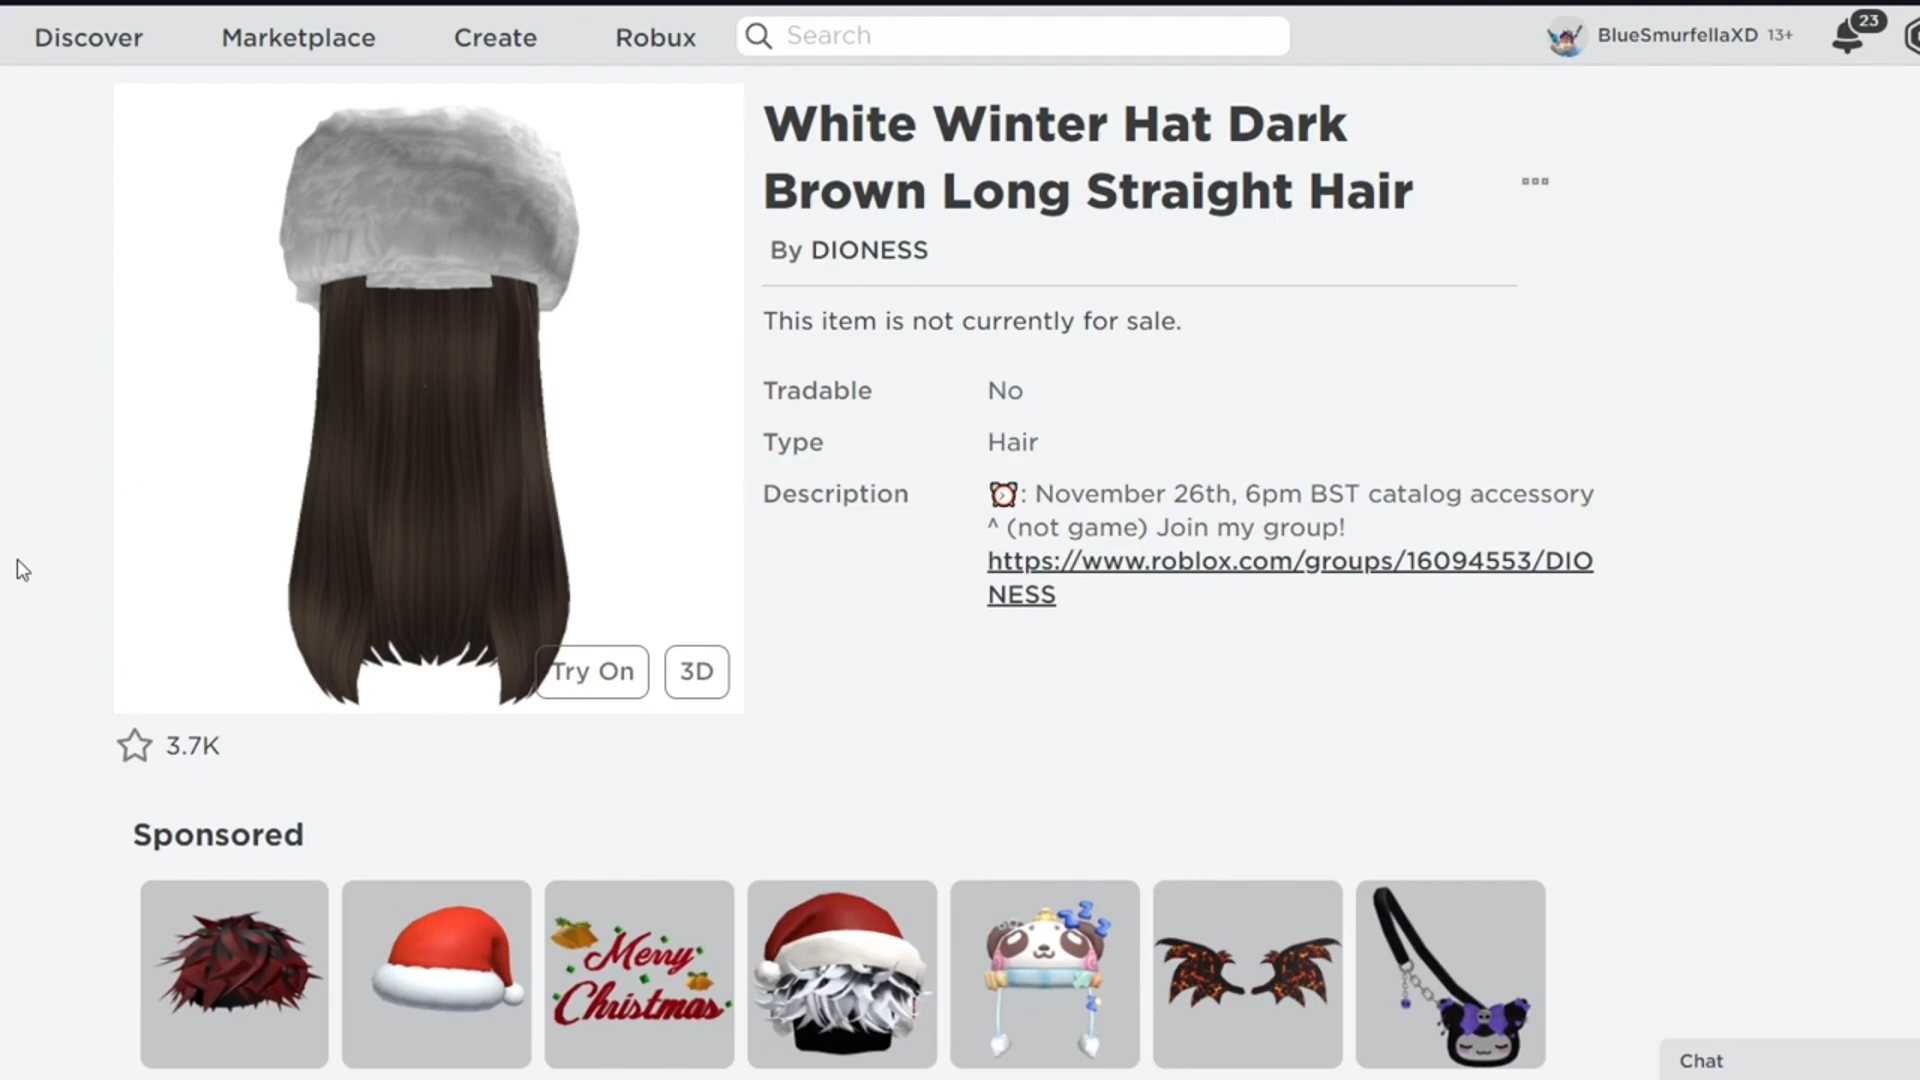 Discover Marketplace Create Robux Search BlueSmurfellaXD 13+ 23
White Winter Hat Dark
Brown Long Straight Hair
By DIONESS
This item is not currently for sale.
Tradable No
Type Hair
Description ⏰: November 26th, 6pm BST catalog accessory
^ (not game) Join my group!
https://www.roblox.com/groups/16094553/DIO
NESS
Try On 3D
3.7K
Sponsored
Merry
Christmas
z z z
Chat